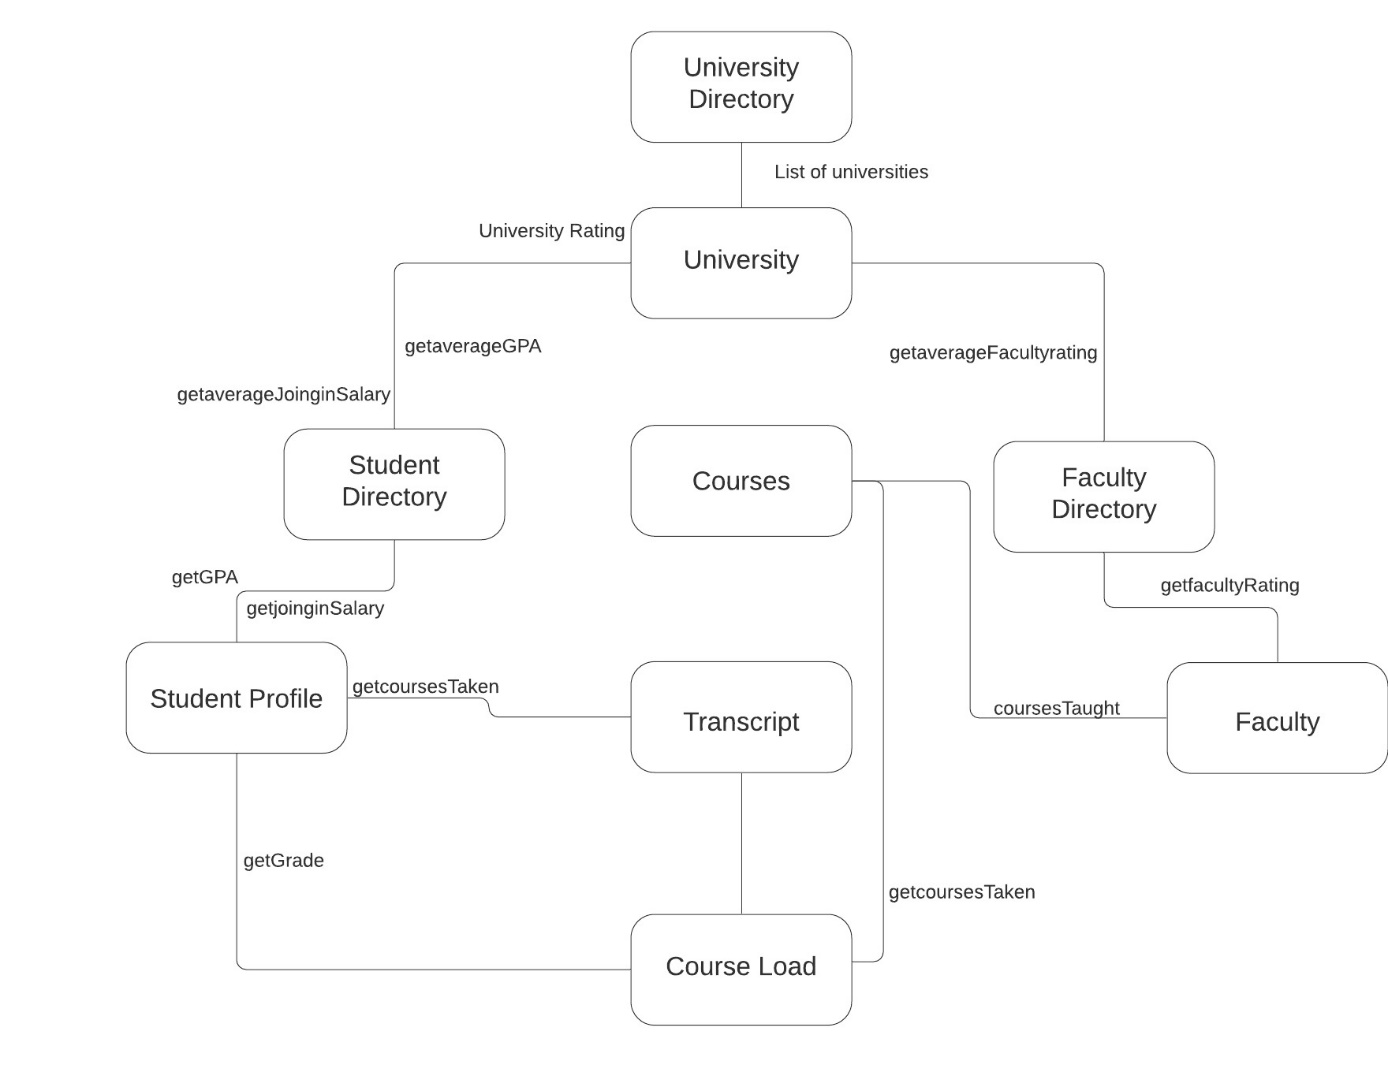 University
Directory
List of universities
University Rating
University
getaverageGPA
getaverageFacultyrating
getaverageJoinginSalary
Student
Directory
Courses
Faculty
Directory
getGPA
getjoinginSalary
getfacultyRating
Student Profile
getcoursesTaken
Transcript
coursesTaught
Faculty
getGrade
getcoursesTaken
Course Load